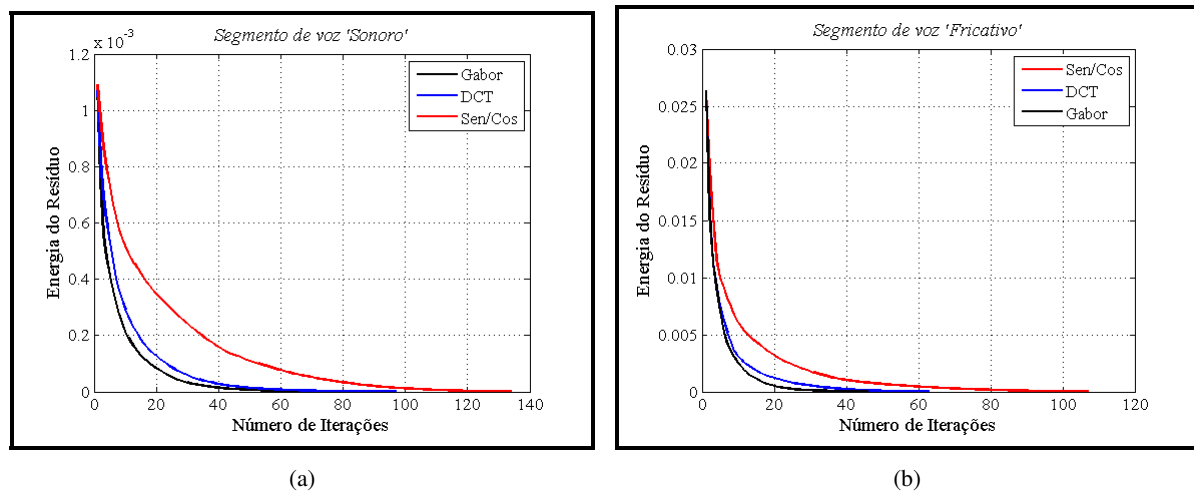 Segmento de voz 'Sonoro'
x 10-3
1.2
1
0.8
0.6
0.4
0.2
0
Energia do Resíduo
Gabor
DCT
Sen/Cos
0 20 40 60 80 100 120 140
Número de Iterações
(a)
Segmento de voz 'Fricativo'
0.03
0.025
0.02
0.015
0.01
0.005
0
Energia do Resíduo
Sen/Cos
DCT
Gabor
0 20 40 60 80 100 120
Número de Iterações
(b)